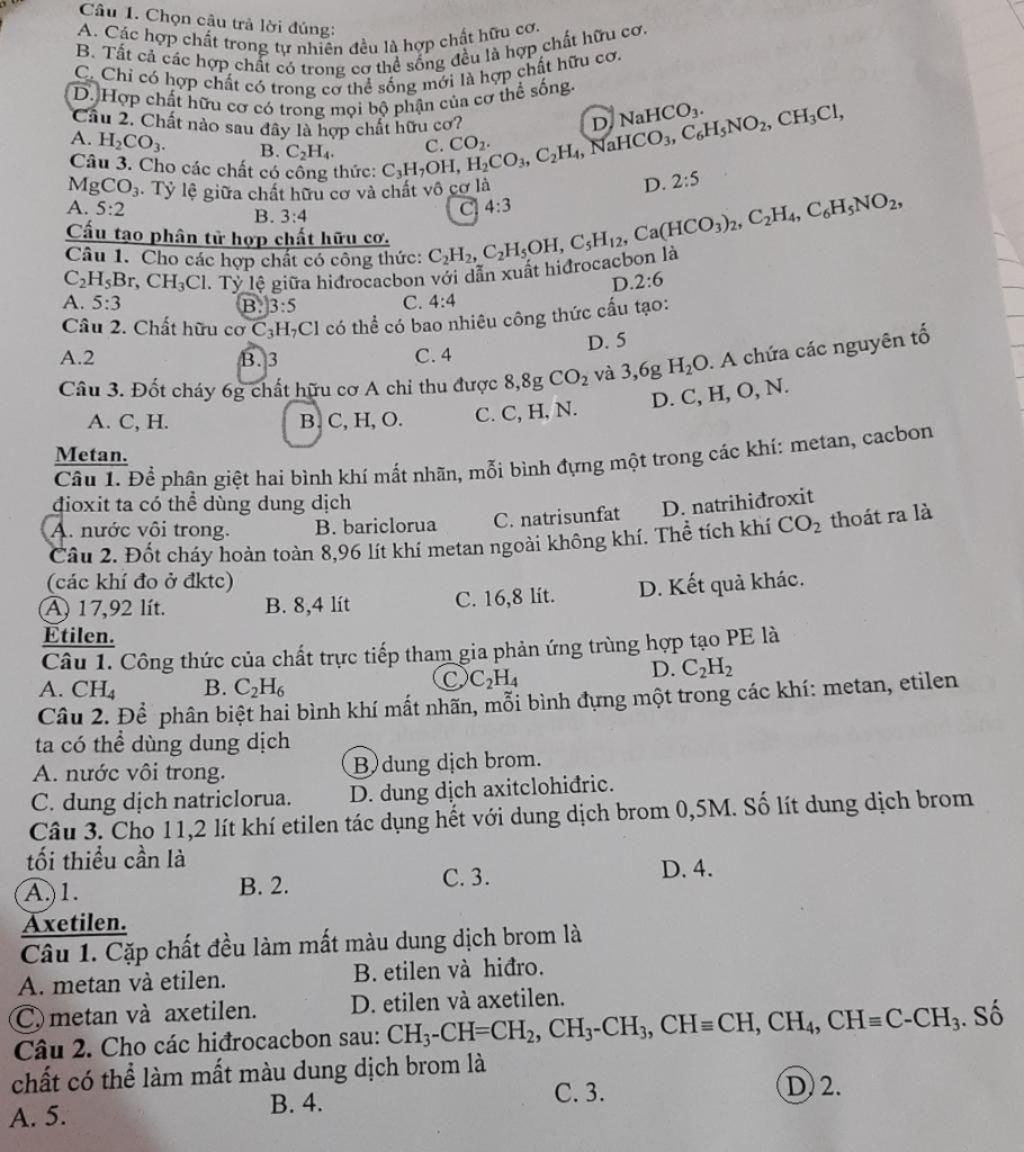 Câu 1. Chọn câu trả lời đúng:
A. Các hợp chất trong tự nhiên đều là hợp chất hữu cơ.
B. Tất cả các hợp chất có trong cơ thể sống đều là hợp chất hữu cơ.
C. Chỉ có hợp chất có trong cơ thể sống mới là hợp chất hữu cơ.
D. Hợp chất hữu cơ có trong mọi bộ phận của cơ thể sống.
Câu 2. Chất nào sau đây là hợp chất hữu cơ?
A. H₂CO₃. B. C₂H₄. C. CO₂. D NaHCO₃.
Câu 3. Cho các chất có công thức: C₃H₇OH, H₂CO₃, C₂H₄, NaHCO₃, C₆H₅NO₂, CH₃Cl,
MgCO₃. Tỷ lệ giữa chất hữu cơ và chất vô cơ là
A. 5:2 B. 3:4 C 4:3 D. 2:5
Cấu tạo phân tử hợp chất hữu cơ.
Câu 1. Cho các hợp chất có công thức: C₂H₂, C₂H₅OH, C₅H₁₂, Ca(HCO₃)₂, C₂H₄, C₆H₅NO₂,
C₂H₅Br, CH₃Cl. Tỷ lệ giữa hiđrocacbon với dẫn xuất hiđrocacbon là
A. 5:3 B. 3:5 C. 4:4 D.2:6
Câu 2. Chất hữu cơ C₃H₇Cl có thể có bao nhiêu công thức cấu tạo:
A.2 B. 3 C. 4 D. 5
Câu 3. Đốt cháy 6g chất hữu cơ A chỉ thu được 8,8g CO₂ và 3,6g H₂O. A chứa các nguyên tố
A. C, H. B. C, H, O. C. C, H, N. D. C, H, O, N.
Metan.
Câu 1. Để phân giệt hai bình khí mất nhãn, mỗi bình đựng một trong các khí: metan, cacbon
đioxit ta có thể dùng dung dịch
A. nước vôi trong. B. bariclorua C. natrisunfat D. natrihiđroxit
Câu 2. Đốt cháy hoàn toàn 8,96 lít khí metan ngoài không khí. Thể tích khí CO₂ thoát ra là
(các khí đo ở đktc)
A 17,92 lít. B. 8,4 lít C. 16,8 lít. D. Kết quả khác.
Etilen.
Câu 1. Công thức của chất trực tiếp tham gia phản ứng trùng hợp tạo PE là
A. CH₄ B. C₂H₆ C C₂H₄ D. C₂H₂
Câu 2. Để phân biệt hai bình khí mất nhãn, mỗi bình đựng một trong các khí: metan, etilen
ta có thể dùng dung dịch
A. nước vôi trong. B. dung dịch brom.
C. dung dịch natriclorua. D. dung dịch axitclohiđric.
Câu 3. Cho 11,2 lít khí etilen tác dụng hết với dung dịch brom 0,5M. Số lít dung dịch brom
tối thiểu cần là
A. 1. B. 2. C. 3. D. 4.
Axetilen.
Câu 1. Cặp chất đều làm mất màu dung dịch brom là
A. metan và etilen. B. etilen và hiđro.
C. metan và axetilen. D. etilen và axetilen.
Câu 2. Cho các hiđrocacbon sau: CH₃-CH=CH₂, CH₃-CH₃, CH≡CH, CH₄, CH≡C-CH₃. Số
chất có thể làm mất màu dung dịch brom là
A. 5. B. 4. C. 3. D. 2.